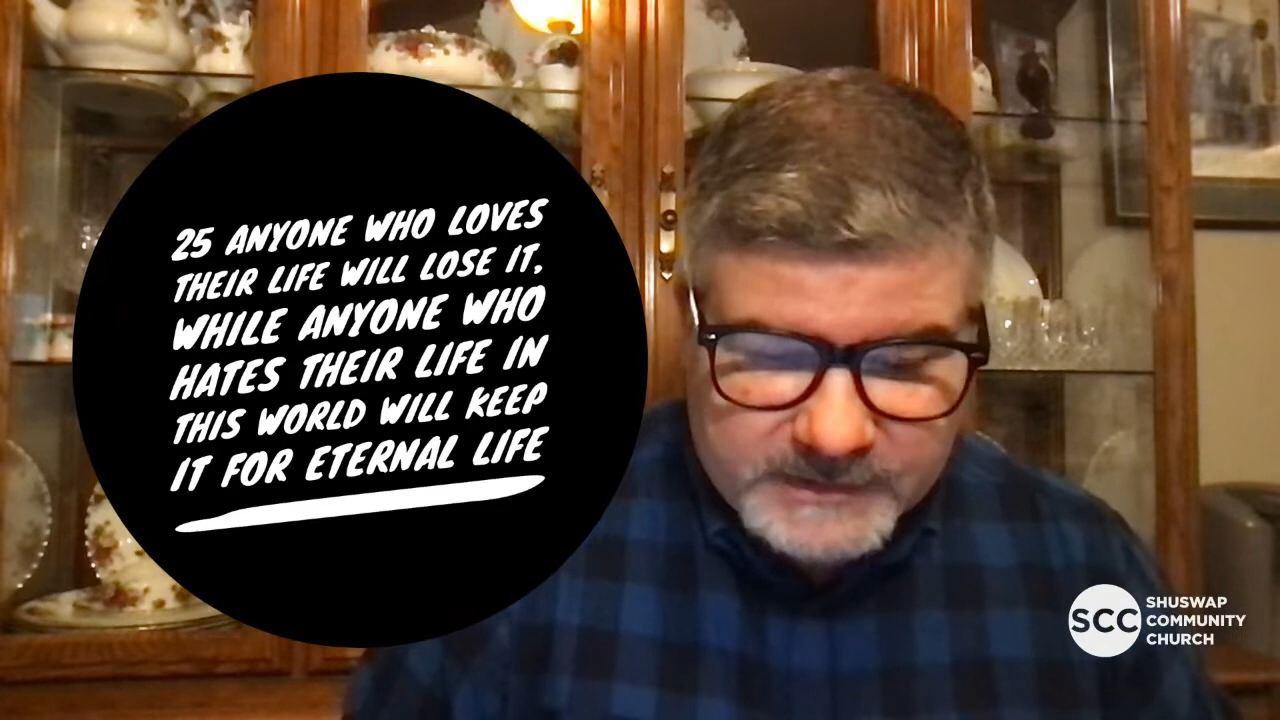 25 ANYONE WHO LOVES
THEIR LIFE WILL LOSE IT,
WHILE ANYONE WHO
HATES THEIR LIFE IN
THIS WORLD WILL KEEP
IT FOR ETERNAL LIFE
SCC
SHUSWAP
COMMUNITY
CHURCH